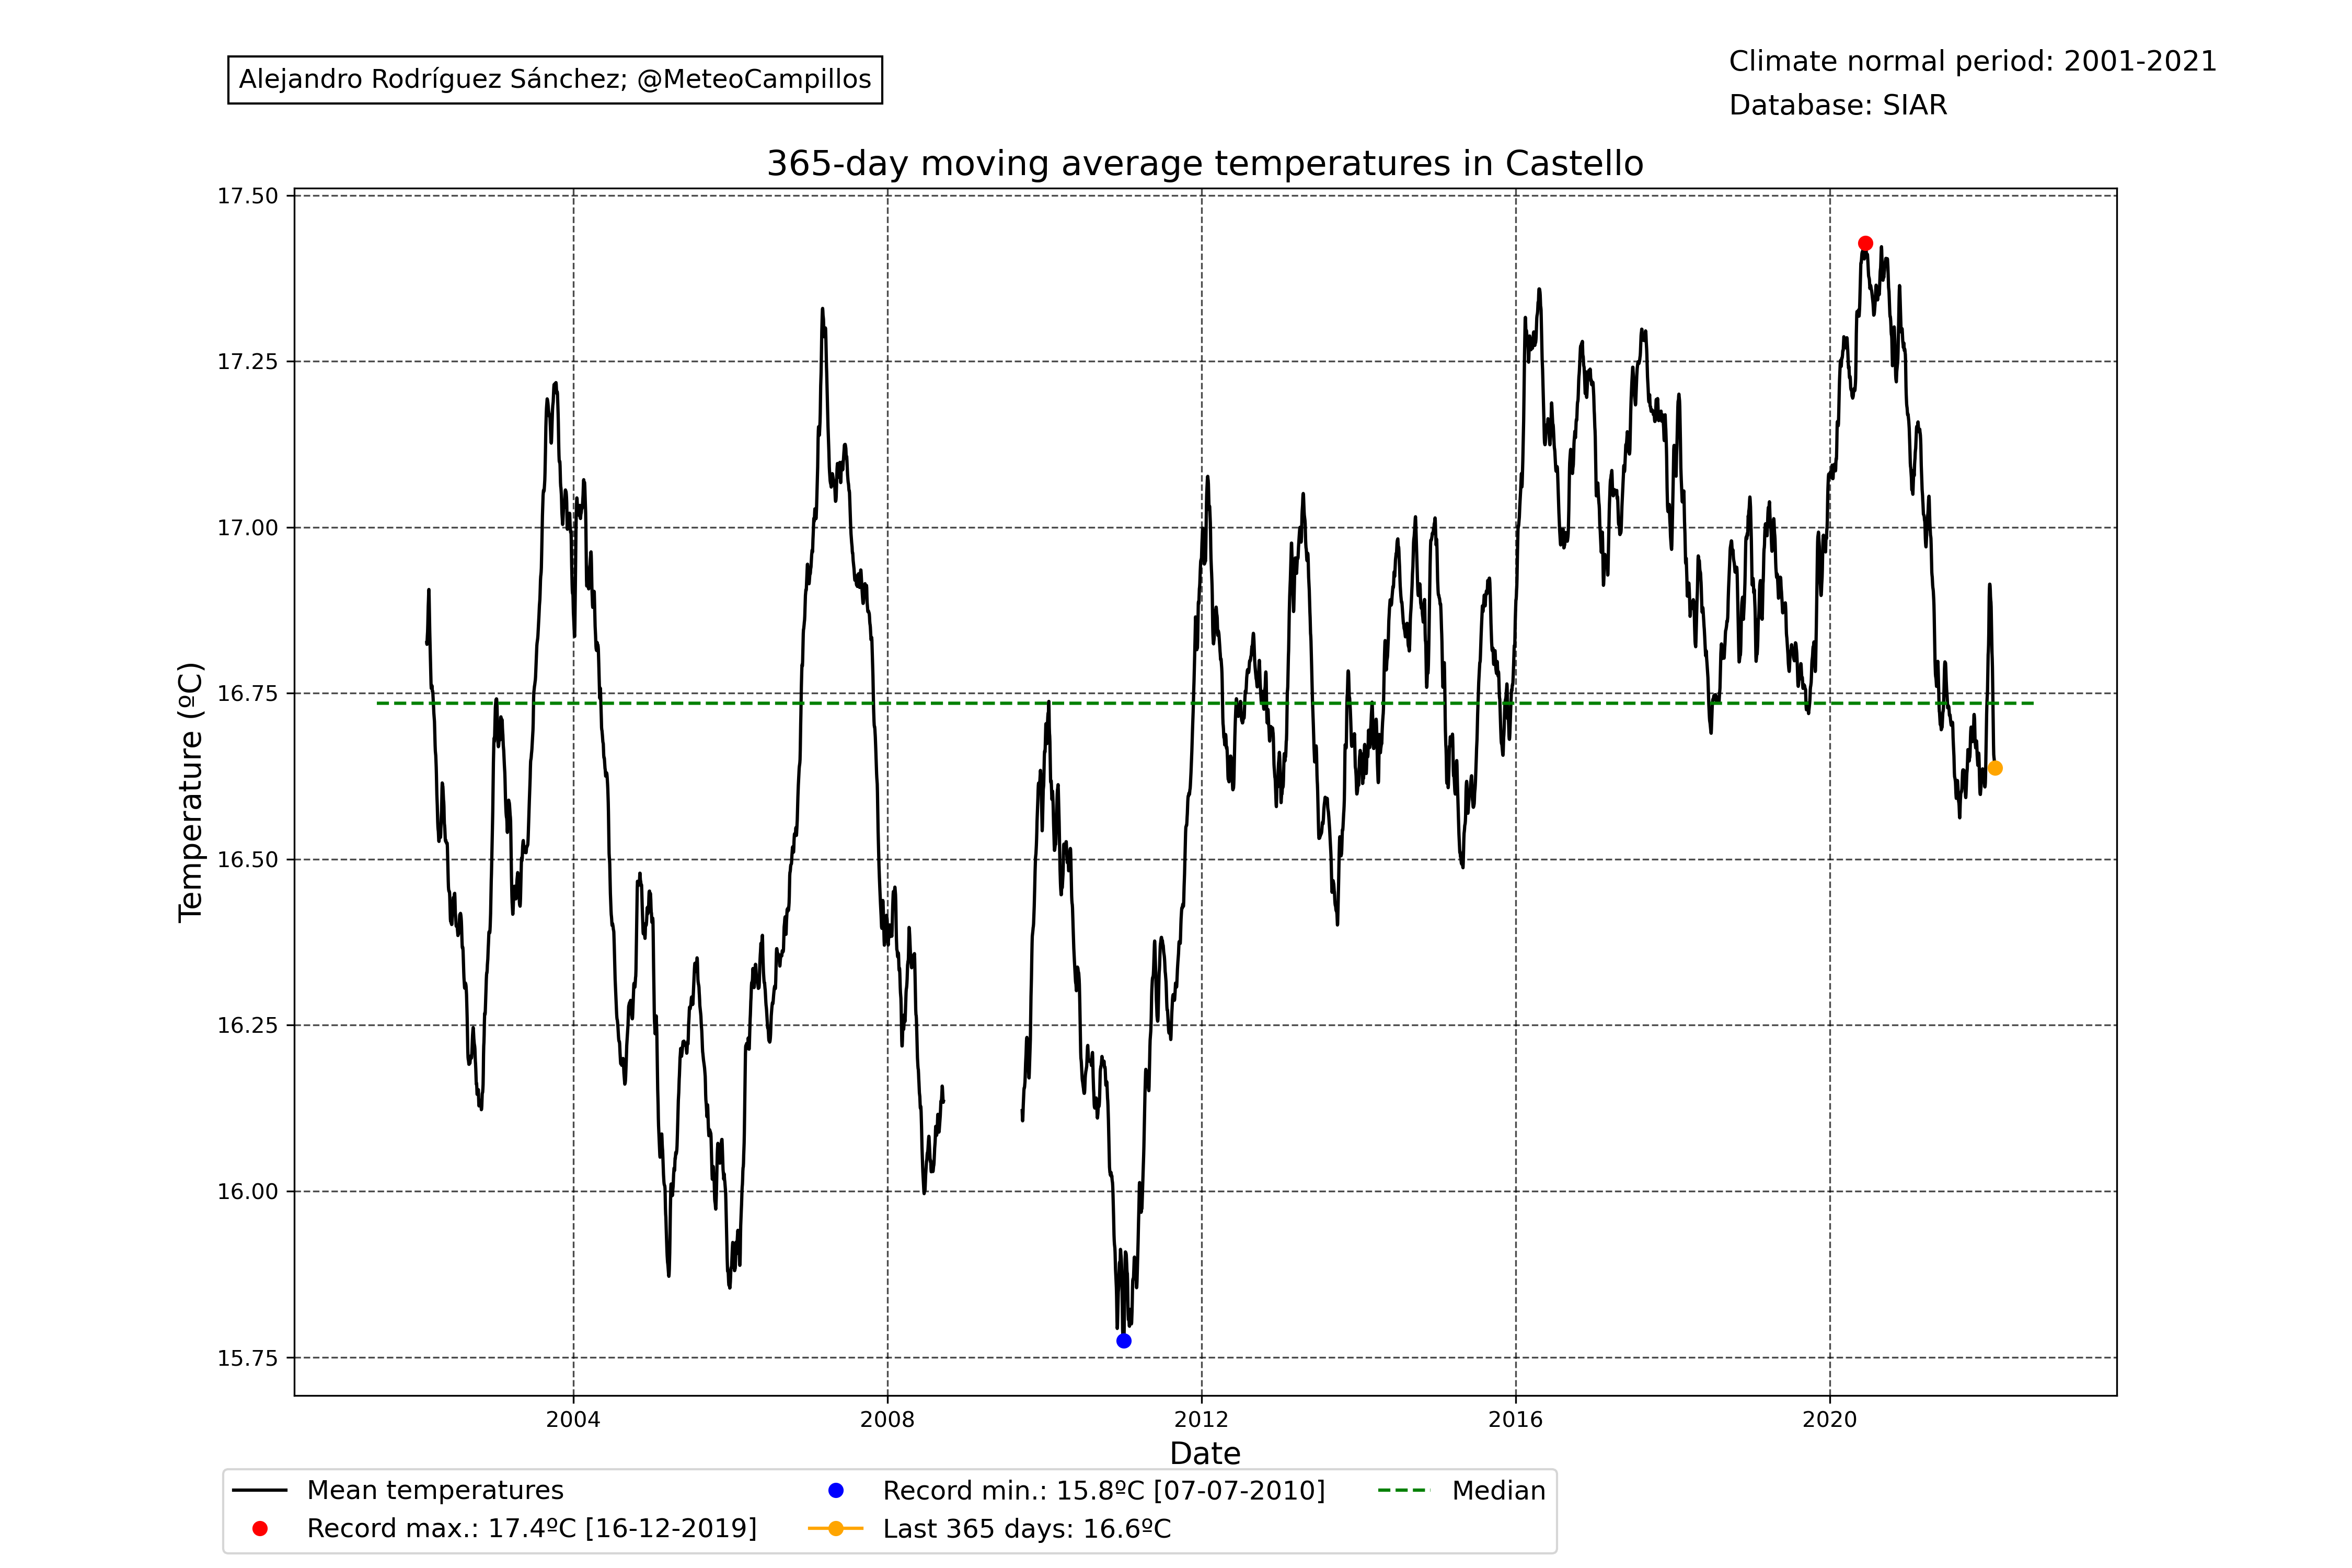 Alejandro Rodríguez Sánchez; @MeteoCampillos
Climate normal period: 2001-2021
Database: SIAR
365-day moving average temperatures in Castello
17.50
17.25
17.00
16.75
16.50
16.25
16.00
15.75
Temperature (ºC)
2004
2008
2012
2016
2020
Date
Mean temperatures
Record max.: 17.4ºC [16-12-2019]
Record min.: 15.8ºC [07-07-2010]
Last 365 days: 16.6ºC
Median